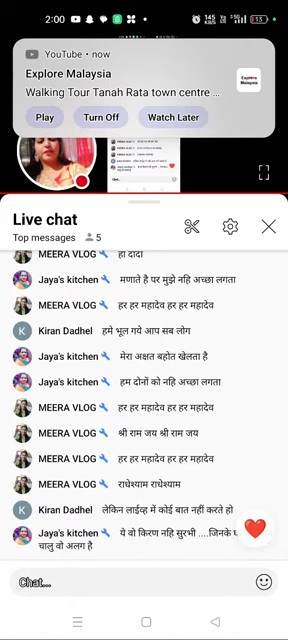 2:00
145
13
YouTube • now
Explore Malaysia
Walking Tour Tanah Rata town centre ...
Explore Malaysia
Play Turn Off Watch Later
Live chat
Top messages 5
MEERA VLOG हा दादा
Jaya's kitchen मणाते है पर मुझे नहि अच्छा लगता
MEERA VLOG हर हर महादेव हर हर महादेव
K Kiran Dadhel हमे भूल गये आप सब लोग
Jaya's kitchen मेरा अक्षत बहोत खेलता है
Jaya's kitchen हम दोनों को नहि अच्छा लगता
MEERA VLOG हर हर महादेव हर हर महादेव
MEERA VLOG श्री राम जय श्री राम जय
MEERA VLOG हर हर महादेव हर हर महादेव
MEERA VLOG राधेश्याम राधेश्याम
K Kiran Dadhel लेकिन लाईव्ह में कोई बात नहीं करते हो
Jaya's kitchen ये वो किरण नहि सुरभी ....जिनके
चालु वो अलग है
Chat...